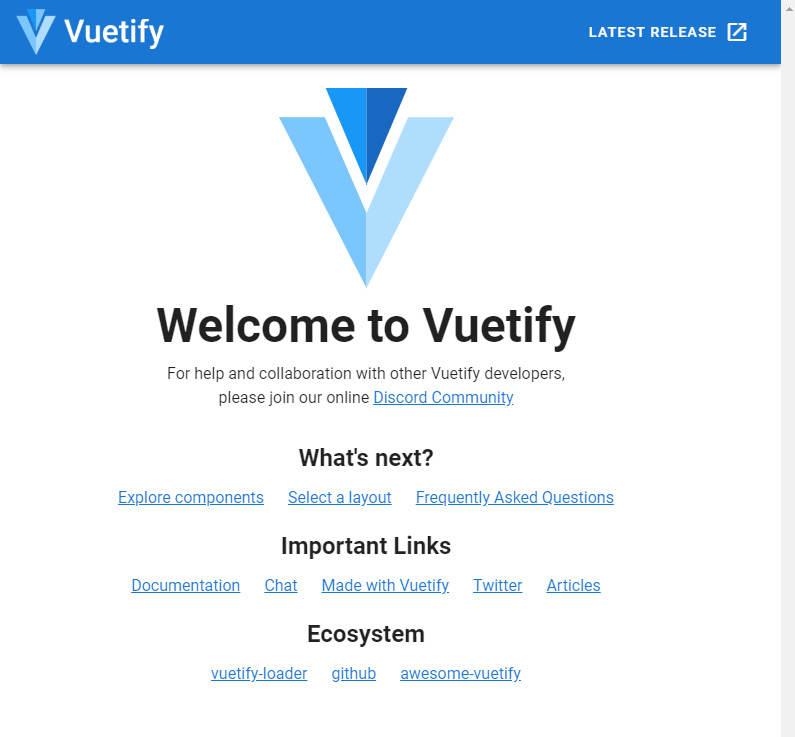 Vuetify
LATEST RELEASE
Welcome to Vuetify
For help and collaboration with other Vuetify developers,
please join our online Discord Community
What's next?
Explore components Select a layout Frequently Asked Questions
Important Links
Documentation Chat Made with Vuetify Twitter Articles
Ecosystem
vuetify-loader github awesome-vuetify